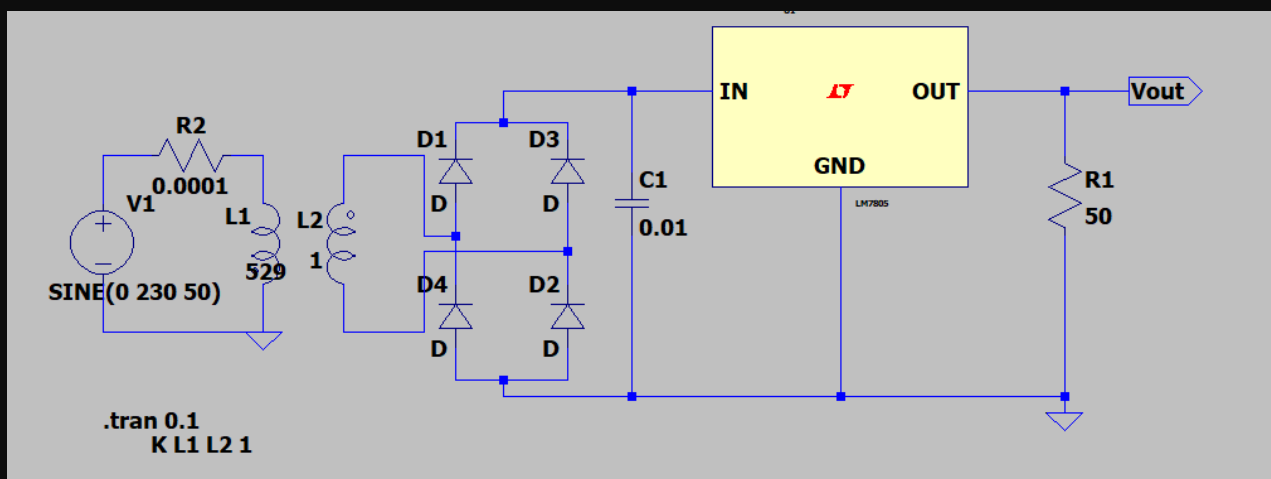 IN
OUT
Vout
GND
LM7805
R2
0.0001
V1
SINE(0 230 50)
L1
529
L2
1
D1
D
D3
D
D4
D
D2
D
C1
0.01
R1
50
.tran 0.1
K L1 L2 1